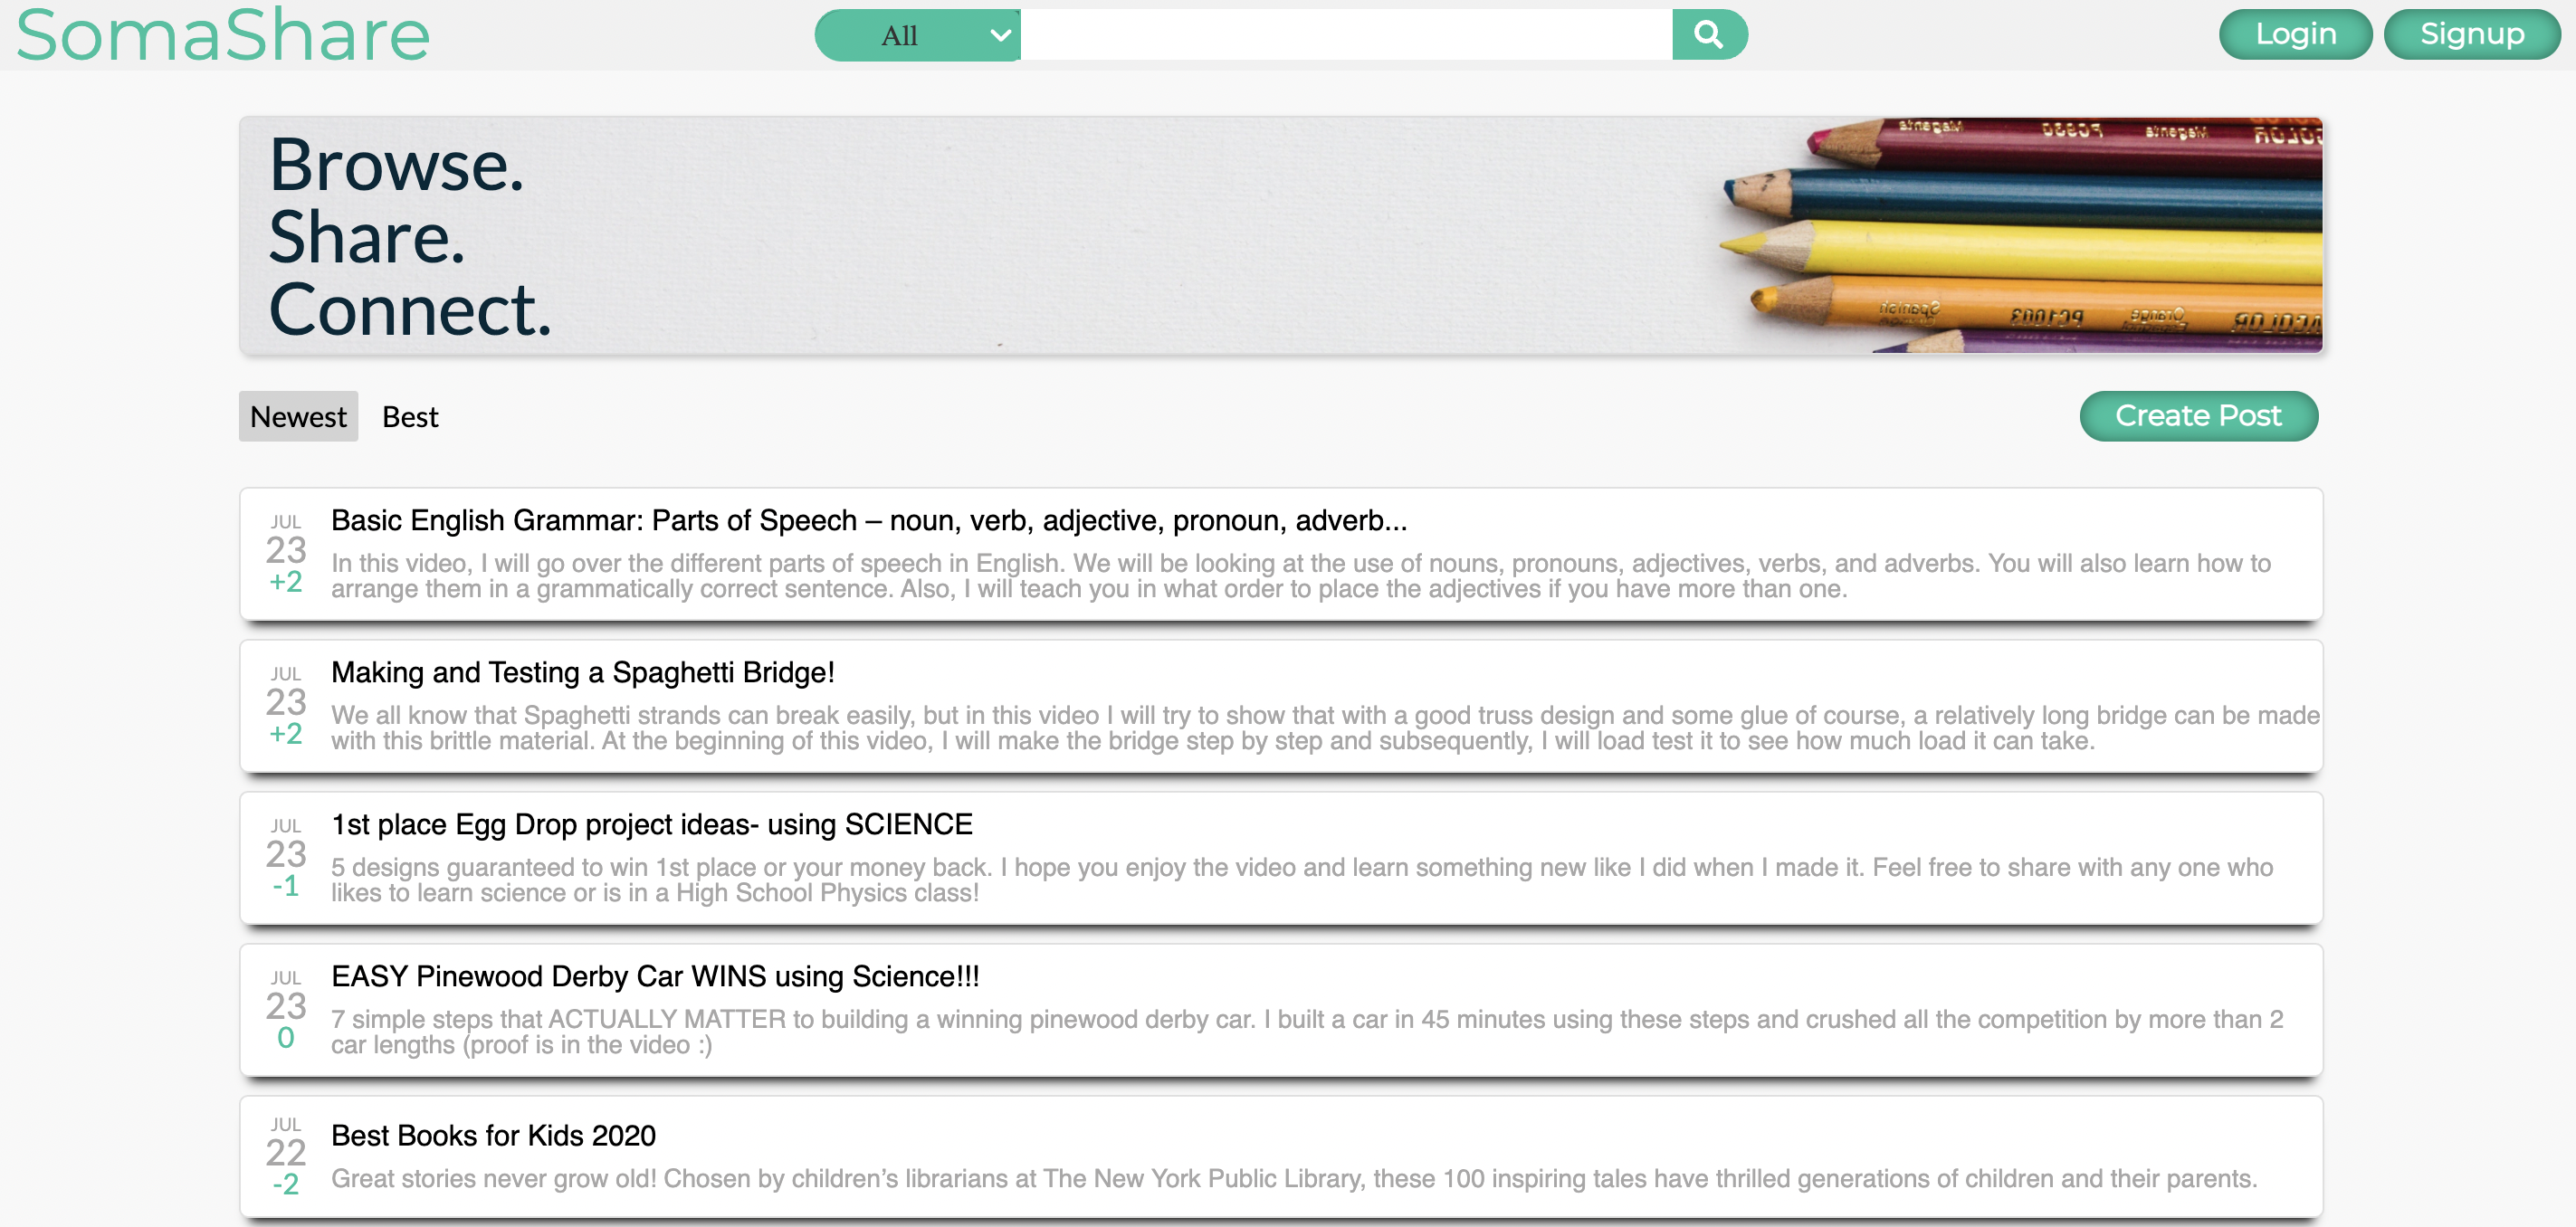 SomaShare
All
Login
Signup
Browse.
Share.
Connect.
Newest
Best
Create Post
JUL
23
+2
Basic English Grammar: Parts of Speech – noun, verb, adjective, pronoun, adverb...
In this video, I will go over the different parts of speech in English. We will be looking at the use of nouns, pronouns, adjectives, verbs, and adverbs. You will also learn how to
arrange them in a grammatically correct sentence. Also, I will teach you in what order to place the adjectives if you have more than one.
JUL
23
+2
Making and Testing a Spaghetti Bridge!
We all know that Spaghetti strands can break easily, but in this video I will try to show that with a good truss design and some glue of course, a relatively long bridge can be made
with this brittle material. At the beginning of this video, I will make the bridge step by step and subsequently, I will load test it to see how much load it can take.
JUL
23
-1
1st place Egg Drop project ideas- using SCIENCE
5 designs guaranteed to win 1st place or your money back. I hope you enjoy the video and learn something new like I did when I made it. Feel free to share with any one who
likes to learn science or is in a High School Physics class!
JUL
23
0
EASY Pinewood Derby Car WINS using Science!!!
7 simple steps that ACTUALLY MATTER to building a winning pinewood derby car. I built a car in 45 minutes using these steps and crushed all the competition by more than 2
car lengths (proof is in the video :)
JUL
22
-2
Best Books for Kids 2020
Great stories never grow old! Chosen by children’s librarians at The New York Public Library, these 100 inspiring tales have thrilled generations of children and their parents.